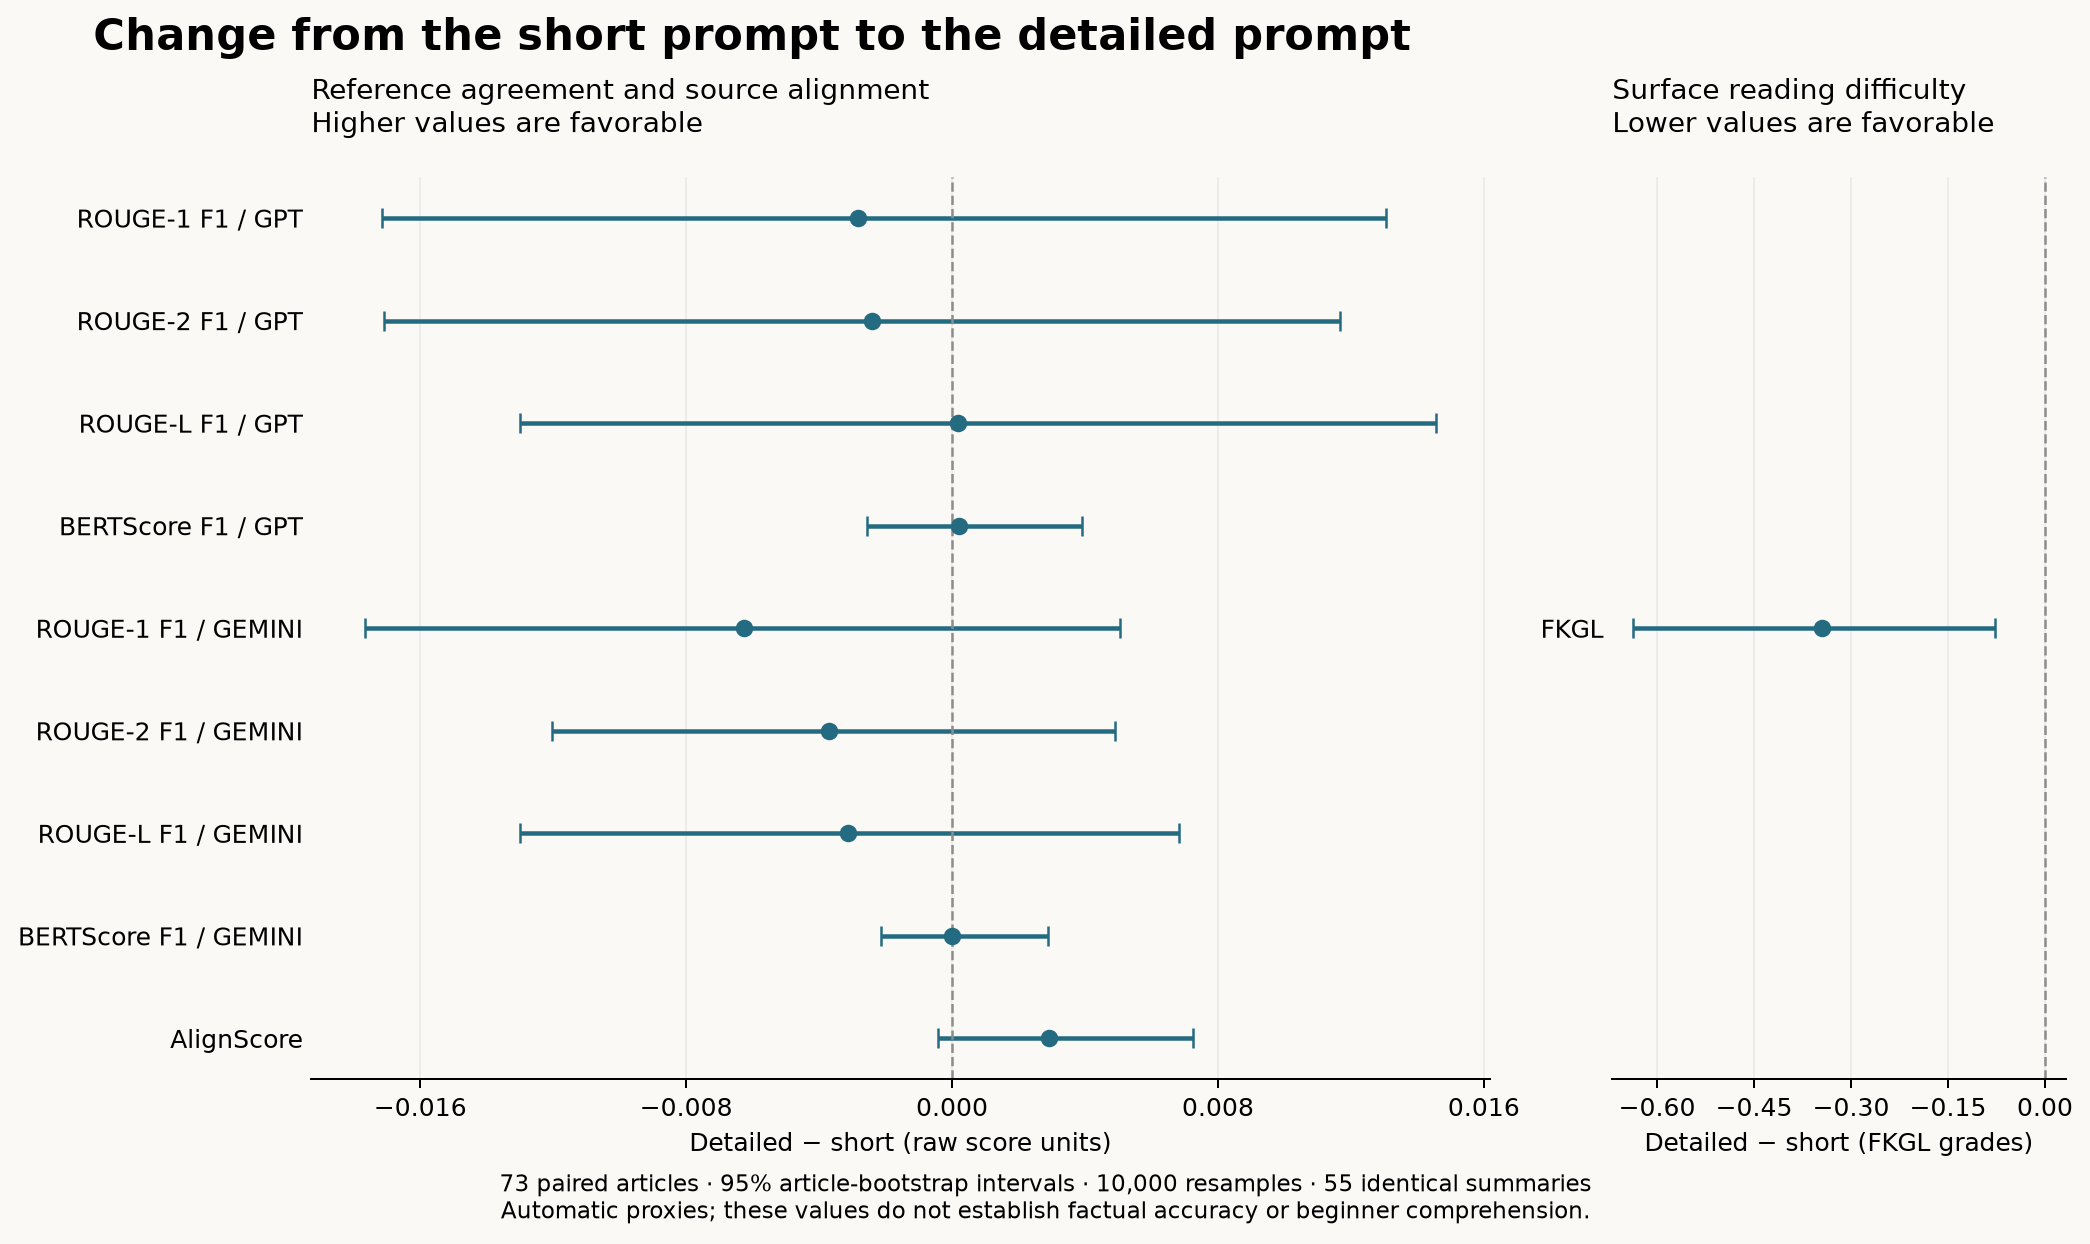 Change from the short prompt to the detailed prompt
Reference agreement and source alignment
Higher values are favorable
Surface reading difficulty
Lower values are favorable
ROUGE-1 F1 / GPT
ROUGE-2 F1 / GPT
ROUGE-L F1 / GPT
BERTScore F1 / GPT
ROUGE-1 F1 / GEMINI
ROUGE-2 F1 / GEMINI
ROUGE-L F1 / GEMINI
BERTScore F1 / GEMINI
AlignScore
−0.016 −0.008 0.000 0.008 0.016
Detailed − short (raw score units)
FKGL
−0.60 −0.45 −0.30 −0.15 0.00
Detailed − short (FKGL grades)
73 paired articles · 95% article-bootstrap intervals · 10,000 resamples · 55 identical summaries
Automatic proxies; these values do not establish factual accuracy or beginner comprehension.